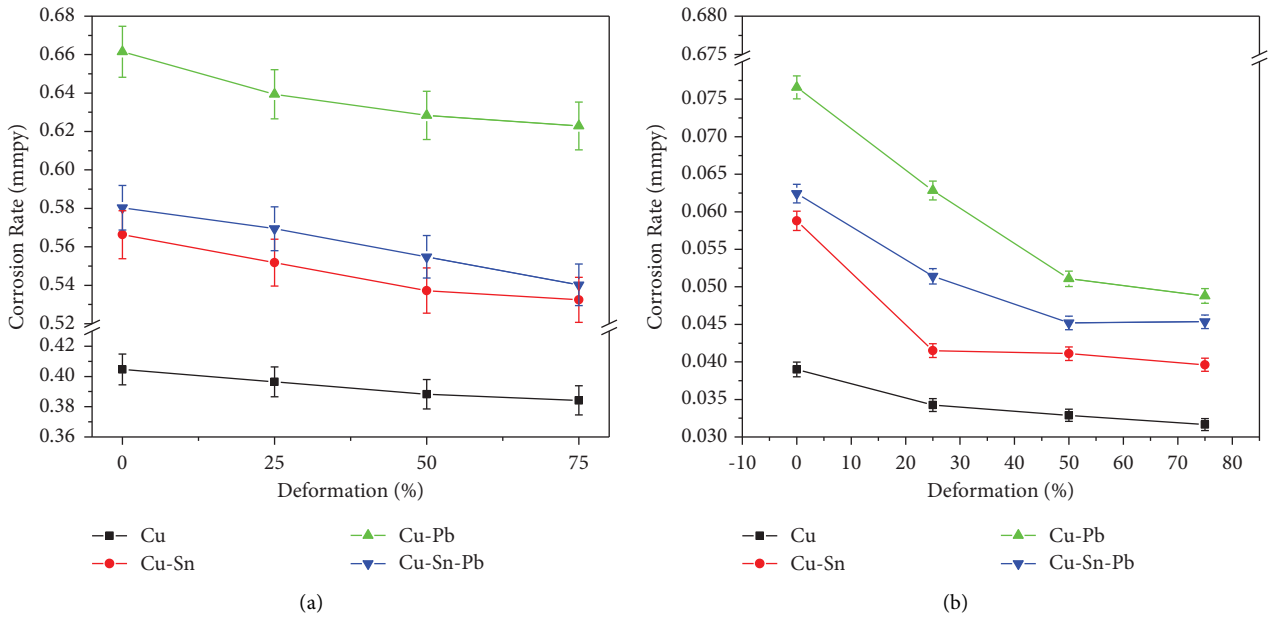 0.68
0.66
0.64
0.62
0.60
0.58
0.56
0.54
0.52
0.42
0.40
0.38
0.36
Corrosion Rate (mmpy)
0 25 50 75
Deformation (%)
Cu Cu-Pb
Cu-Sn Cu-Sn-Pb
(a)
0.680
0.675
0.075
0.070
0.065
0.060
0.055
0.050
0.045
0.040
0.035
0.030
Corrosion Rate (mmpy)
-10 0 10 20 30 40 50 60 70 80
Deformation (%)
Cu Cu-Pb
Cu-Sn Cu-Sn-Pb
(b)